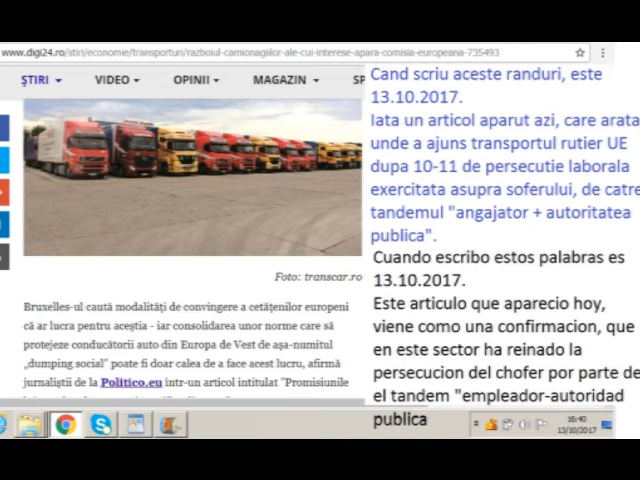 www.digi24.ro/stiri/economie/transporturi/razboiul-camionagiilor-ale-cui-interese-apara-comisia-europeana-735493
ŞTIRI VIDEO OPINII MAGAZIN SP
Foto: transcar.ro
Bruxelles-ul caută modalităţi de convingere a cetăţenilor europeni
că ar lucra pentru aceştia - iar consolidarea unor norme care să
protejeze conducătorii auto din Europa de Vest de aşa-numitul
„dumping social” poate fi doar calea de a face acest lucru, afirmă
jurnaliştii de la Politico.eu într-un articol intitulat "Promisiunile
Cand scriu aceste randuri, este
13.10.2017.
Iata un articol aparut azi, care arata
unde a ajuns transportul rutier UE
dupa 10-11 de persecutie laborala
exercitata asupra soferului, de catre
tandemul "angajator + autoritatea
publica".
Cuando escribo estos palabras es
13.10.2017.
Este articulo que aparecio hoy,
viene como una confirmacion, que
en este sector ha reinado la
persecucion del chofer por parte de
el tandem "empleador-autoridad
publica
16:40
13/10/2017